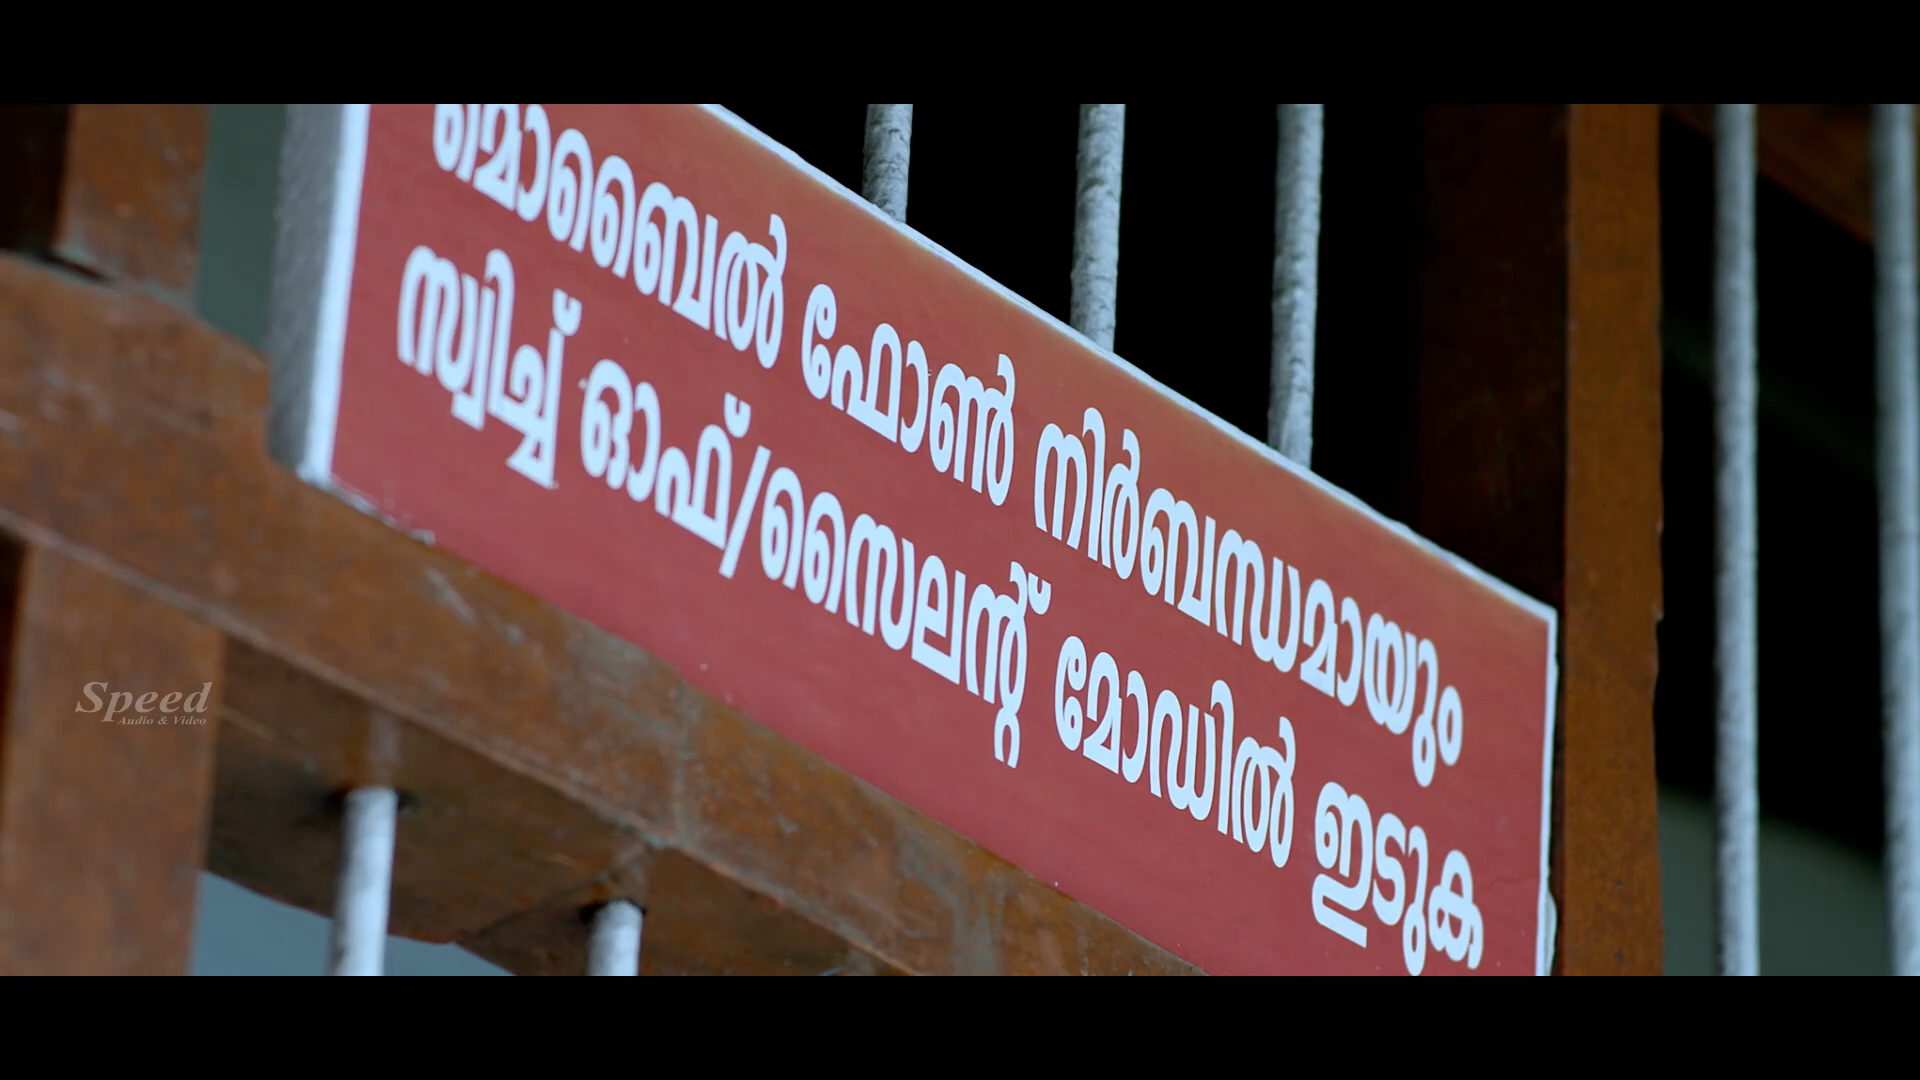 മൊബൈൽ ഫോൺ നിർബന്ധമായും
സ്വിച്ച് ഓഫ്/സൈലന്റ് മോഡിൽ ഇടുക
Speed
Audio & Video